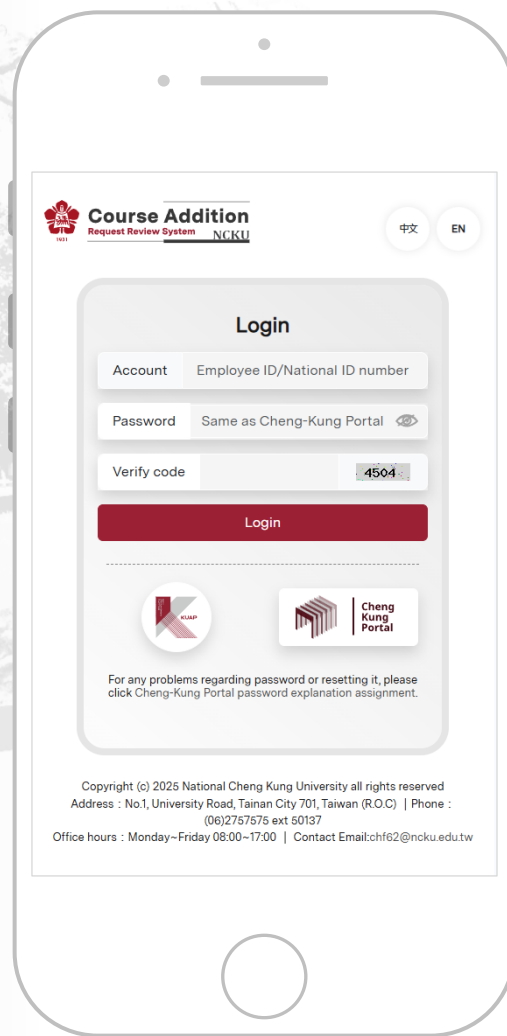 Course Addition
Request Review System NCKU
1931
中文 EN
Login
Account Employee ID/National ID number
Password Same as Cheng-Kung Portal
Verify code 4504
Login
KUAP
Cheng
Kung
Portal
For any problems regarding password or resetting it, please
click Cheng-Kung Portal password explanation assignment.
Copyright (c) 2025 National Cheng Kung University all rights reserved
Address：No.1, University Road, Tainan City 701, Taiwan (R.O.C) ｜Phone：
(06)2757575 ext 50137
Office hours：Monday~Friday 08:00~17:00 ｜ Contact Email:chf62@ncku.edu.tw